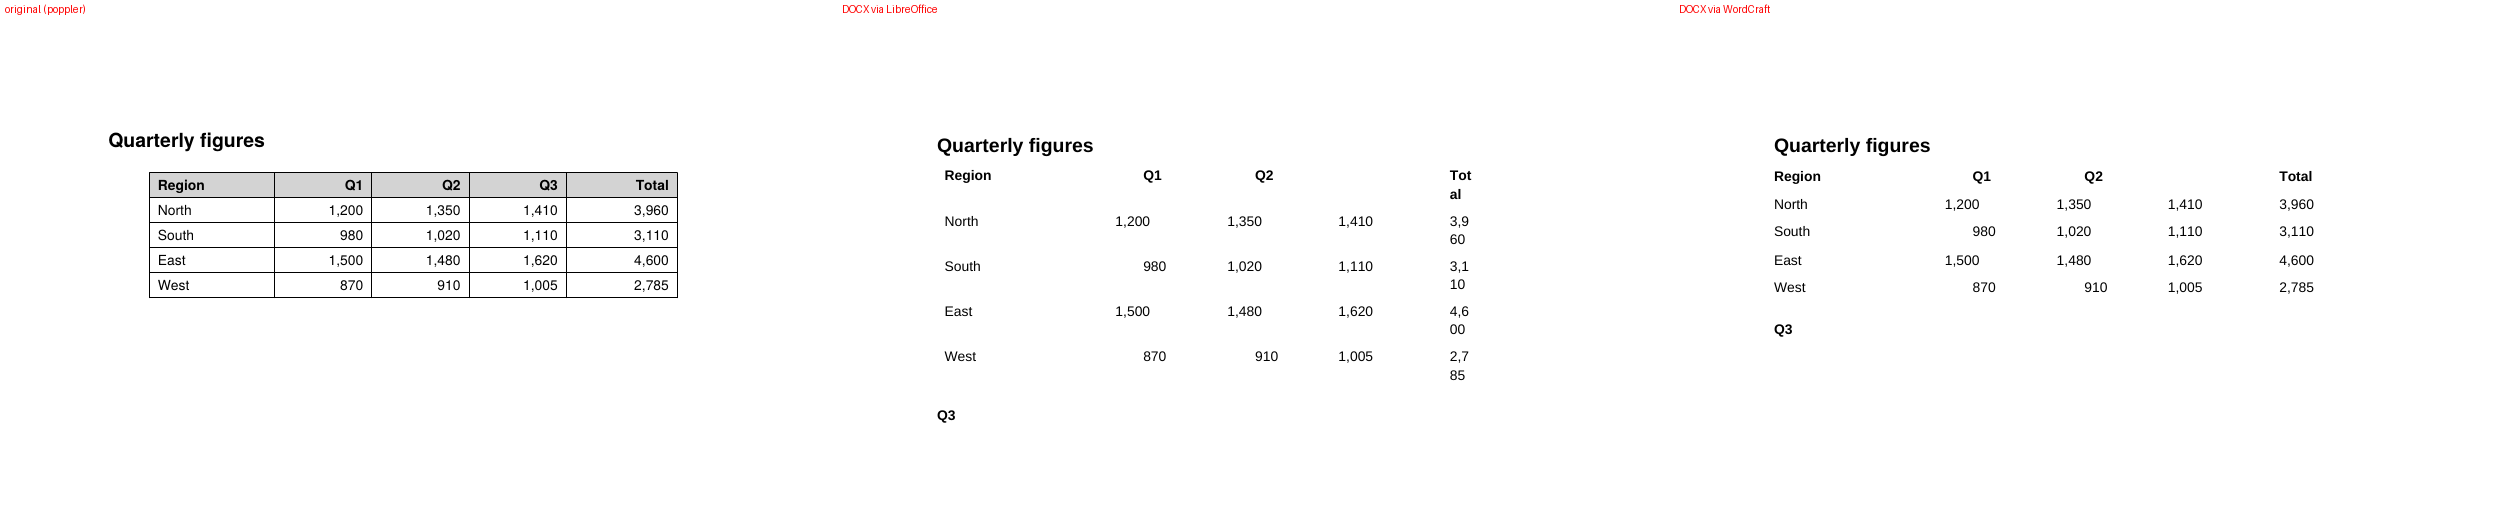 original (poppler)
DOCX via LibreOffice
DOCX via WordCraft
Quarterly figures
Region Q1 Q2 Q3 Total
North 1,200 1,350 1,410 3,960
South 980 1,020 1,110 3,110
East 1,500 1,480 1,620 4,600
West 870 910 1,005 2,785
Quarterly figures
Region Q1 Q2 Tot
al
North 1,200 1,350 1,410 3,9
60
South 980 1,020 1,110 3,1
10
East 1,500 1,480 1,620 4,6
00
West 870 910 1,005 2,7
85
Q3
Quarterly figures
Region Q1 Q2 Total
North 1,200 1,350 1,410 3,960
South 980 1,020 1,110 3,110
East 1,500 1,480 1,620 4,600
West 870 910 1,005 2,785
Q3